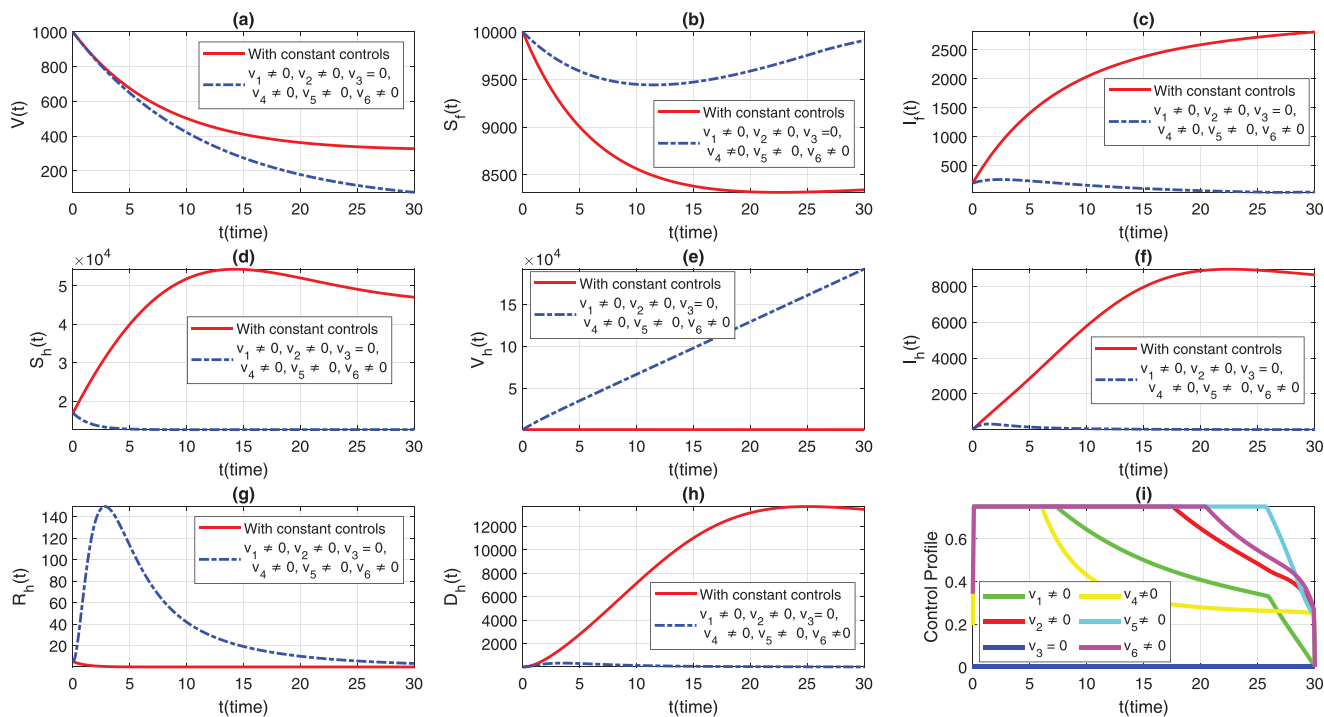 (a)
1000
800
600
400
200
V(t)
With constant controls
v1 ≠ 0, v2 ≠ 0, v3 = 0,
v4 ≠ 0, v5 ≠ 0, v6 ≠ 0
0 5 10 15 20 25 30
t(time)
(b)
10000
9500
9000
8500
Sf(t)
With constant controls
v1 ≠ 0, v2 ≠ 0, v3 =0,
v4 ≠0, v5 ≠ 0, v6 ≠ 0
0 5 10 15 20 25 30
t(time)
(c)
2500
2000
1500
1000
500
If(t)
With constant controls
v1 ≠ 0, v2 ≠ 0, v3 = 0,
v4 ≠ 0, v5 ≠ 0, v6 ≠ 0
0 5 10 15 20 25 30
t(time)
(d)
×10^4
5
4
3
2
Sh(t)
With constant controls
v1 ≠ 0, v2 ≠ 0, v3 = 0,
v4 ≠ 0, v5 ≠ 0, v6 ≠ 0
0 5 10 15 20 25 30
t(time)
(e)
×10^4
15
10
5
Vh(t)
With constant controls
v1 ≠ 0, v2 ≠ 0, v3= 0,
v4 ≠ 0, v5 ≠ 0, v6 ≠ 0
0 5 10 15 20 25 30
t(time)
(f)
8000
6000
4000
2000
Ih(t)
With constant controls
v1 ≠ 0, v2 ≠ 0, v3 = 0,
v4 ≠ 0, v5 ≠ 0, v6 ≠ 0
0 5 10 15 20 25 30
t(time)
(g)
140
120
100
80
60
40
20
Rh(t)
With constant controls
v1 ≠ 0, v2 ≠ 0, v3 = 0,
v4 ≠ 0, v5 ≠ 0, v6 ≠ 0
0 5 10 15 20 25 30
t(time)
(h)
12000
10000
8000
6000
4000
2000
Dh(t)
With constant controls
v1 ≠ 0, v2 ≠ 0, v3= 0,
v4 ≠ 0, v5 ≠ 0, v6 ≠0
0 5 10 15 20 25 30
t(time)
(i)
0.6
0.4
0.2
0
Control Profile
v1 ≠ 0 v4 ≠0
v2 ≠ 0 v5≠ 0
v3 = 0 v6 ≠ 0
0 5 10 15 20 25 30
t(time)